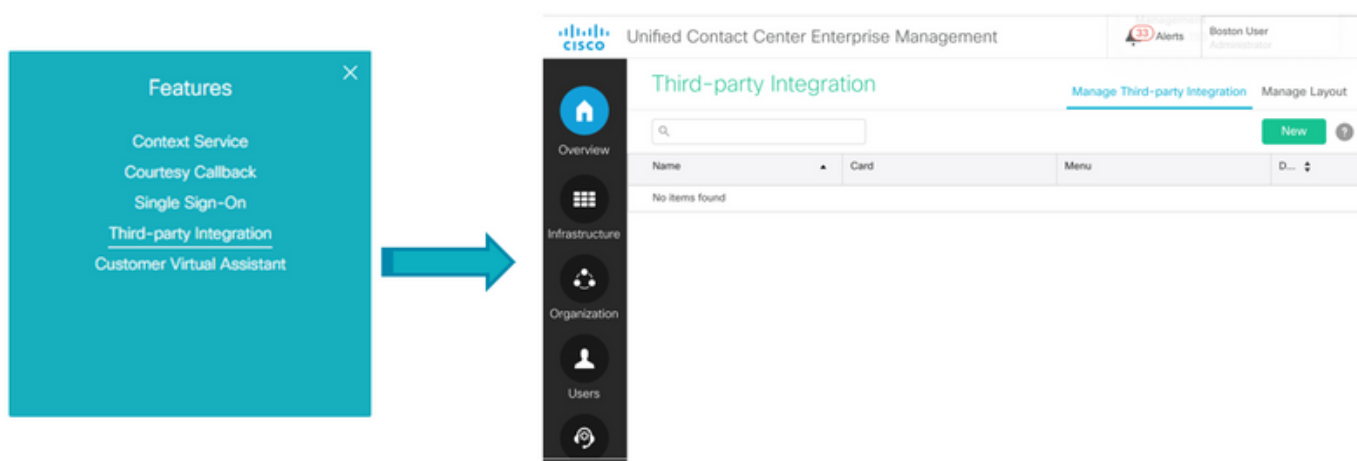 Features
Context Service
Courtesy Callback
Single Sign-On
Third-party Integration
Customer Virtual Assistant
CISCO
Unified Contact Center Enterprise Management
33
Alerts
Boston User
Administrator
Third-party Integration
Manage Third-party Integration
Manage Layout
New
?
Name
Card
Menu
D...
No items found
Overview
Infrastructure
Organization
Users